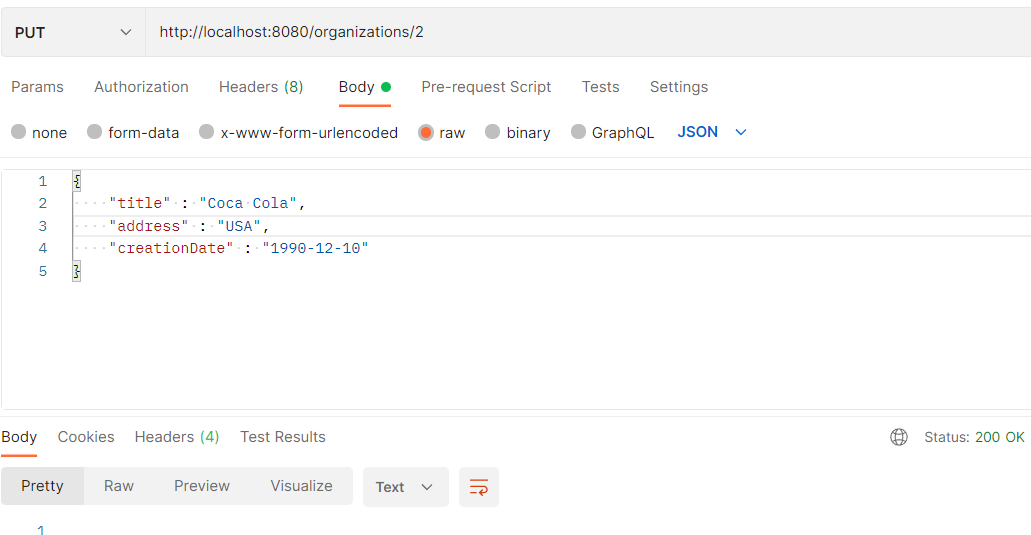 PUT http://localhost:8080/organizations/2
Params Authorization Headers (8) Body Pre-request Script Tests Settings
none form-data x-www-form-urlencoded raw binary GraphQL JSON
1 {
2 "title" : "Coca Cola",
3 "address" : "USA",
4 "creationDate" : "1990-12-10"
5 }
Body Cookies Headers (4) Test Results Status: 200 OK
Pretty Raw Preview Visualize Text
1